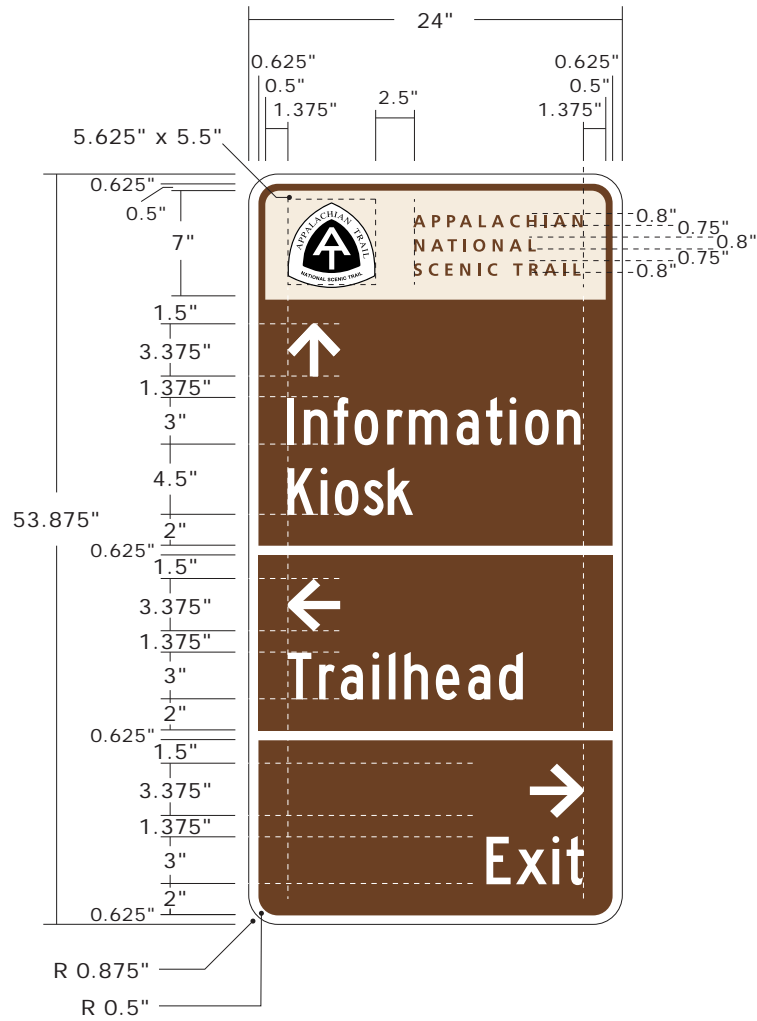 24"
0.625"
0.625"
0.5"
0.5"
2.5"
1.375"
1.375"
5.625" x 5.5"
0.625"
0.5"
7"
APPALACHIAN TRAIL
AT
NATIONAL SCENIC TRAIL
APPALACHIAN
NATIONAL
SCENIC TRAIL
0.8"
0.75"
0.8"
0.75"
0.8"
1.5"
3.375"
1.375"
3"
Information
4.5"
Kiosk
53.875"
2"
0.625"
1.5"
3.375"
1.375"
3"
Trailhead
2"
0.625"
1.5"
3.375"
1.375"
3"
Exit
2"
0.625"
R 0.875"
R 0.5"